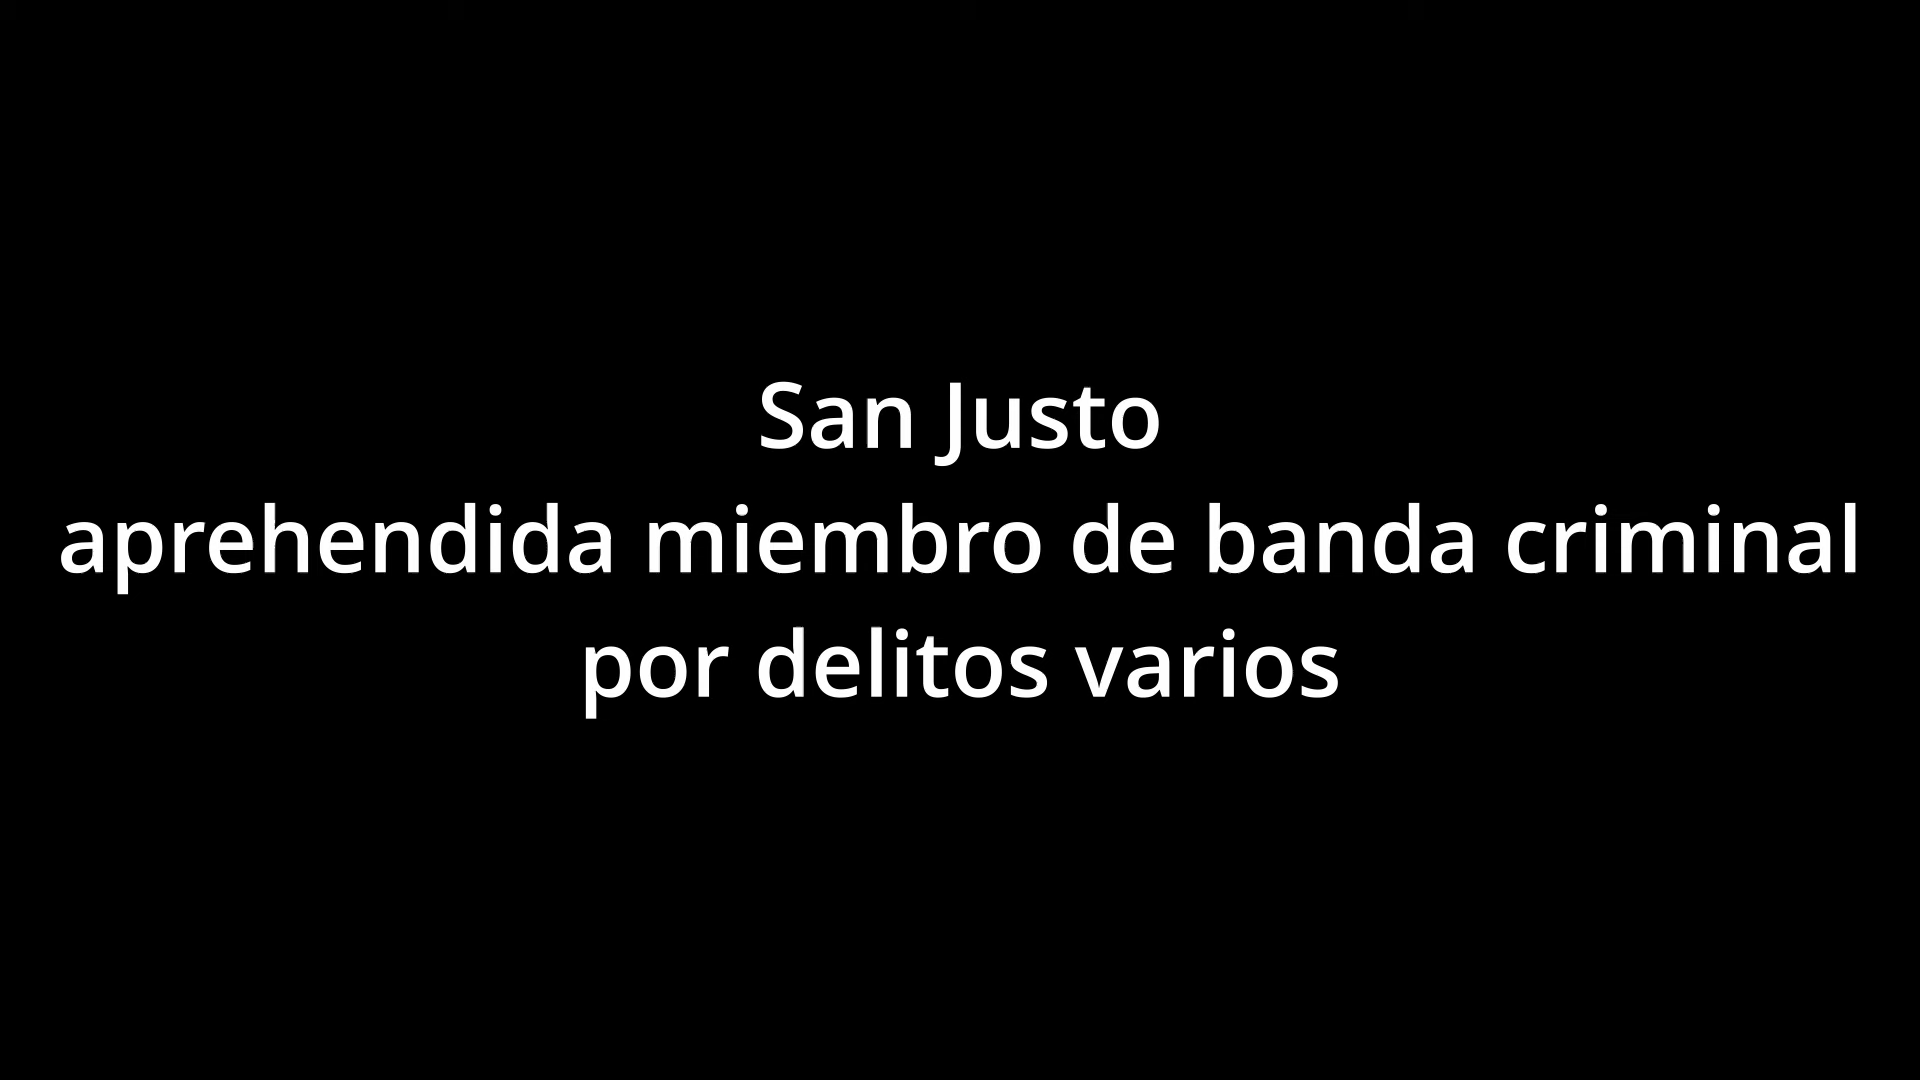 San Justo
aprehendida miembro de banda criminal
por delitos varios